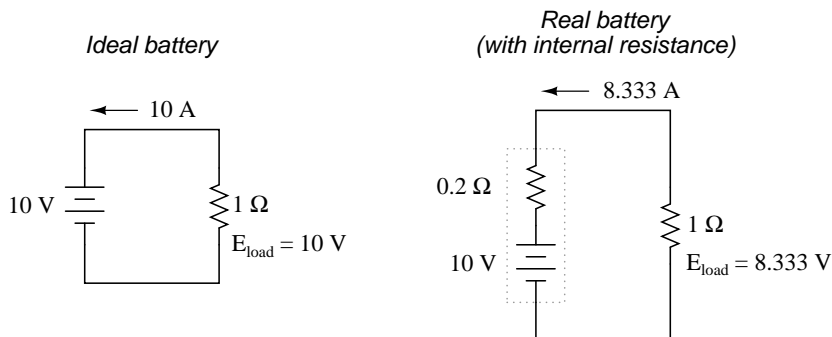 Ideal battery
10 A
10 V
1 Ω
Eload = 10 V
Real battery
(with internal resistance)
8.333 A
0.2 Ω
10 V
1 Ω
Eload = 8.333 V